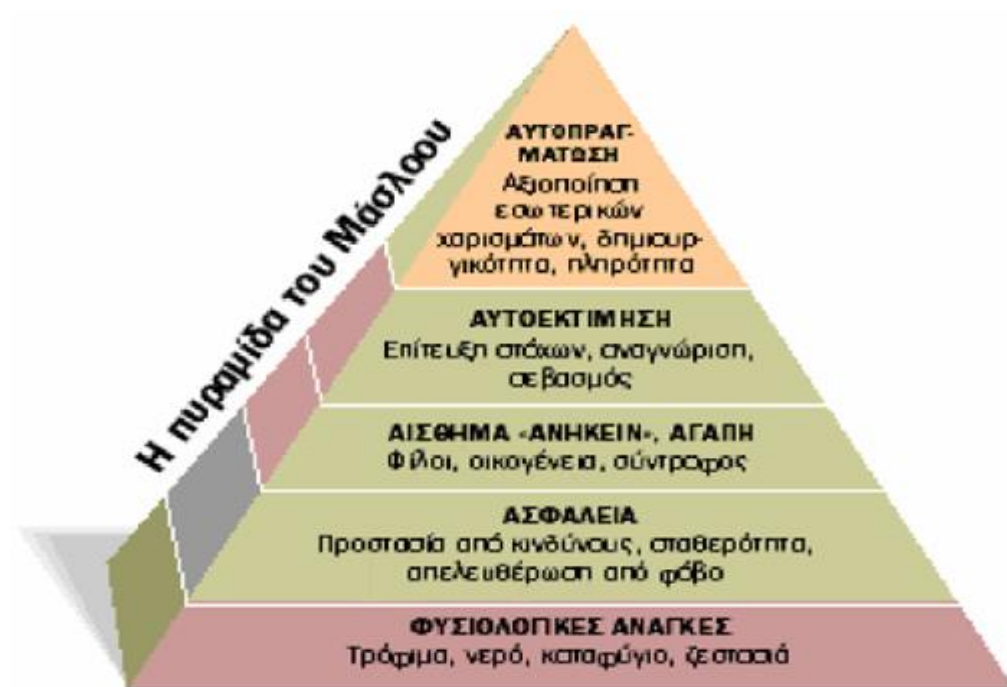 Η πυραμίδα του Μάσλοου
ΑΥΤΟΠΡΑΓ-
ΜΑΤΩΣΗ
Αξιοποίηση
εσωτερικών
χαρισμάτων, δημιουρ-
γικότητα, πληρότητα
ΑΥΤΟΕΚΤΙΜΗΣΗ
Επίτευξη στόχων, αναγνώριση,
σεβασμός
ΑΙΣΘΗΜΑ «ΑΝΗΚΕΙΝ», ΑΓΑΠΗ
Φίλοι, οικογένεια, σύντροφος
ΑΣΦΑΛΕΙΑ
Προστασία από κινδύνους, σταθερότητα,
απελευθέρωση από φόβο
ΦΥΣΙΟΛΟΓΙΚΕΣ ΑΝΑΓΚΕΣ
Τρόφιμα, νερό, καταφύγιο, ζεστασιά